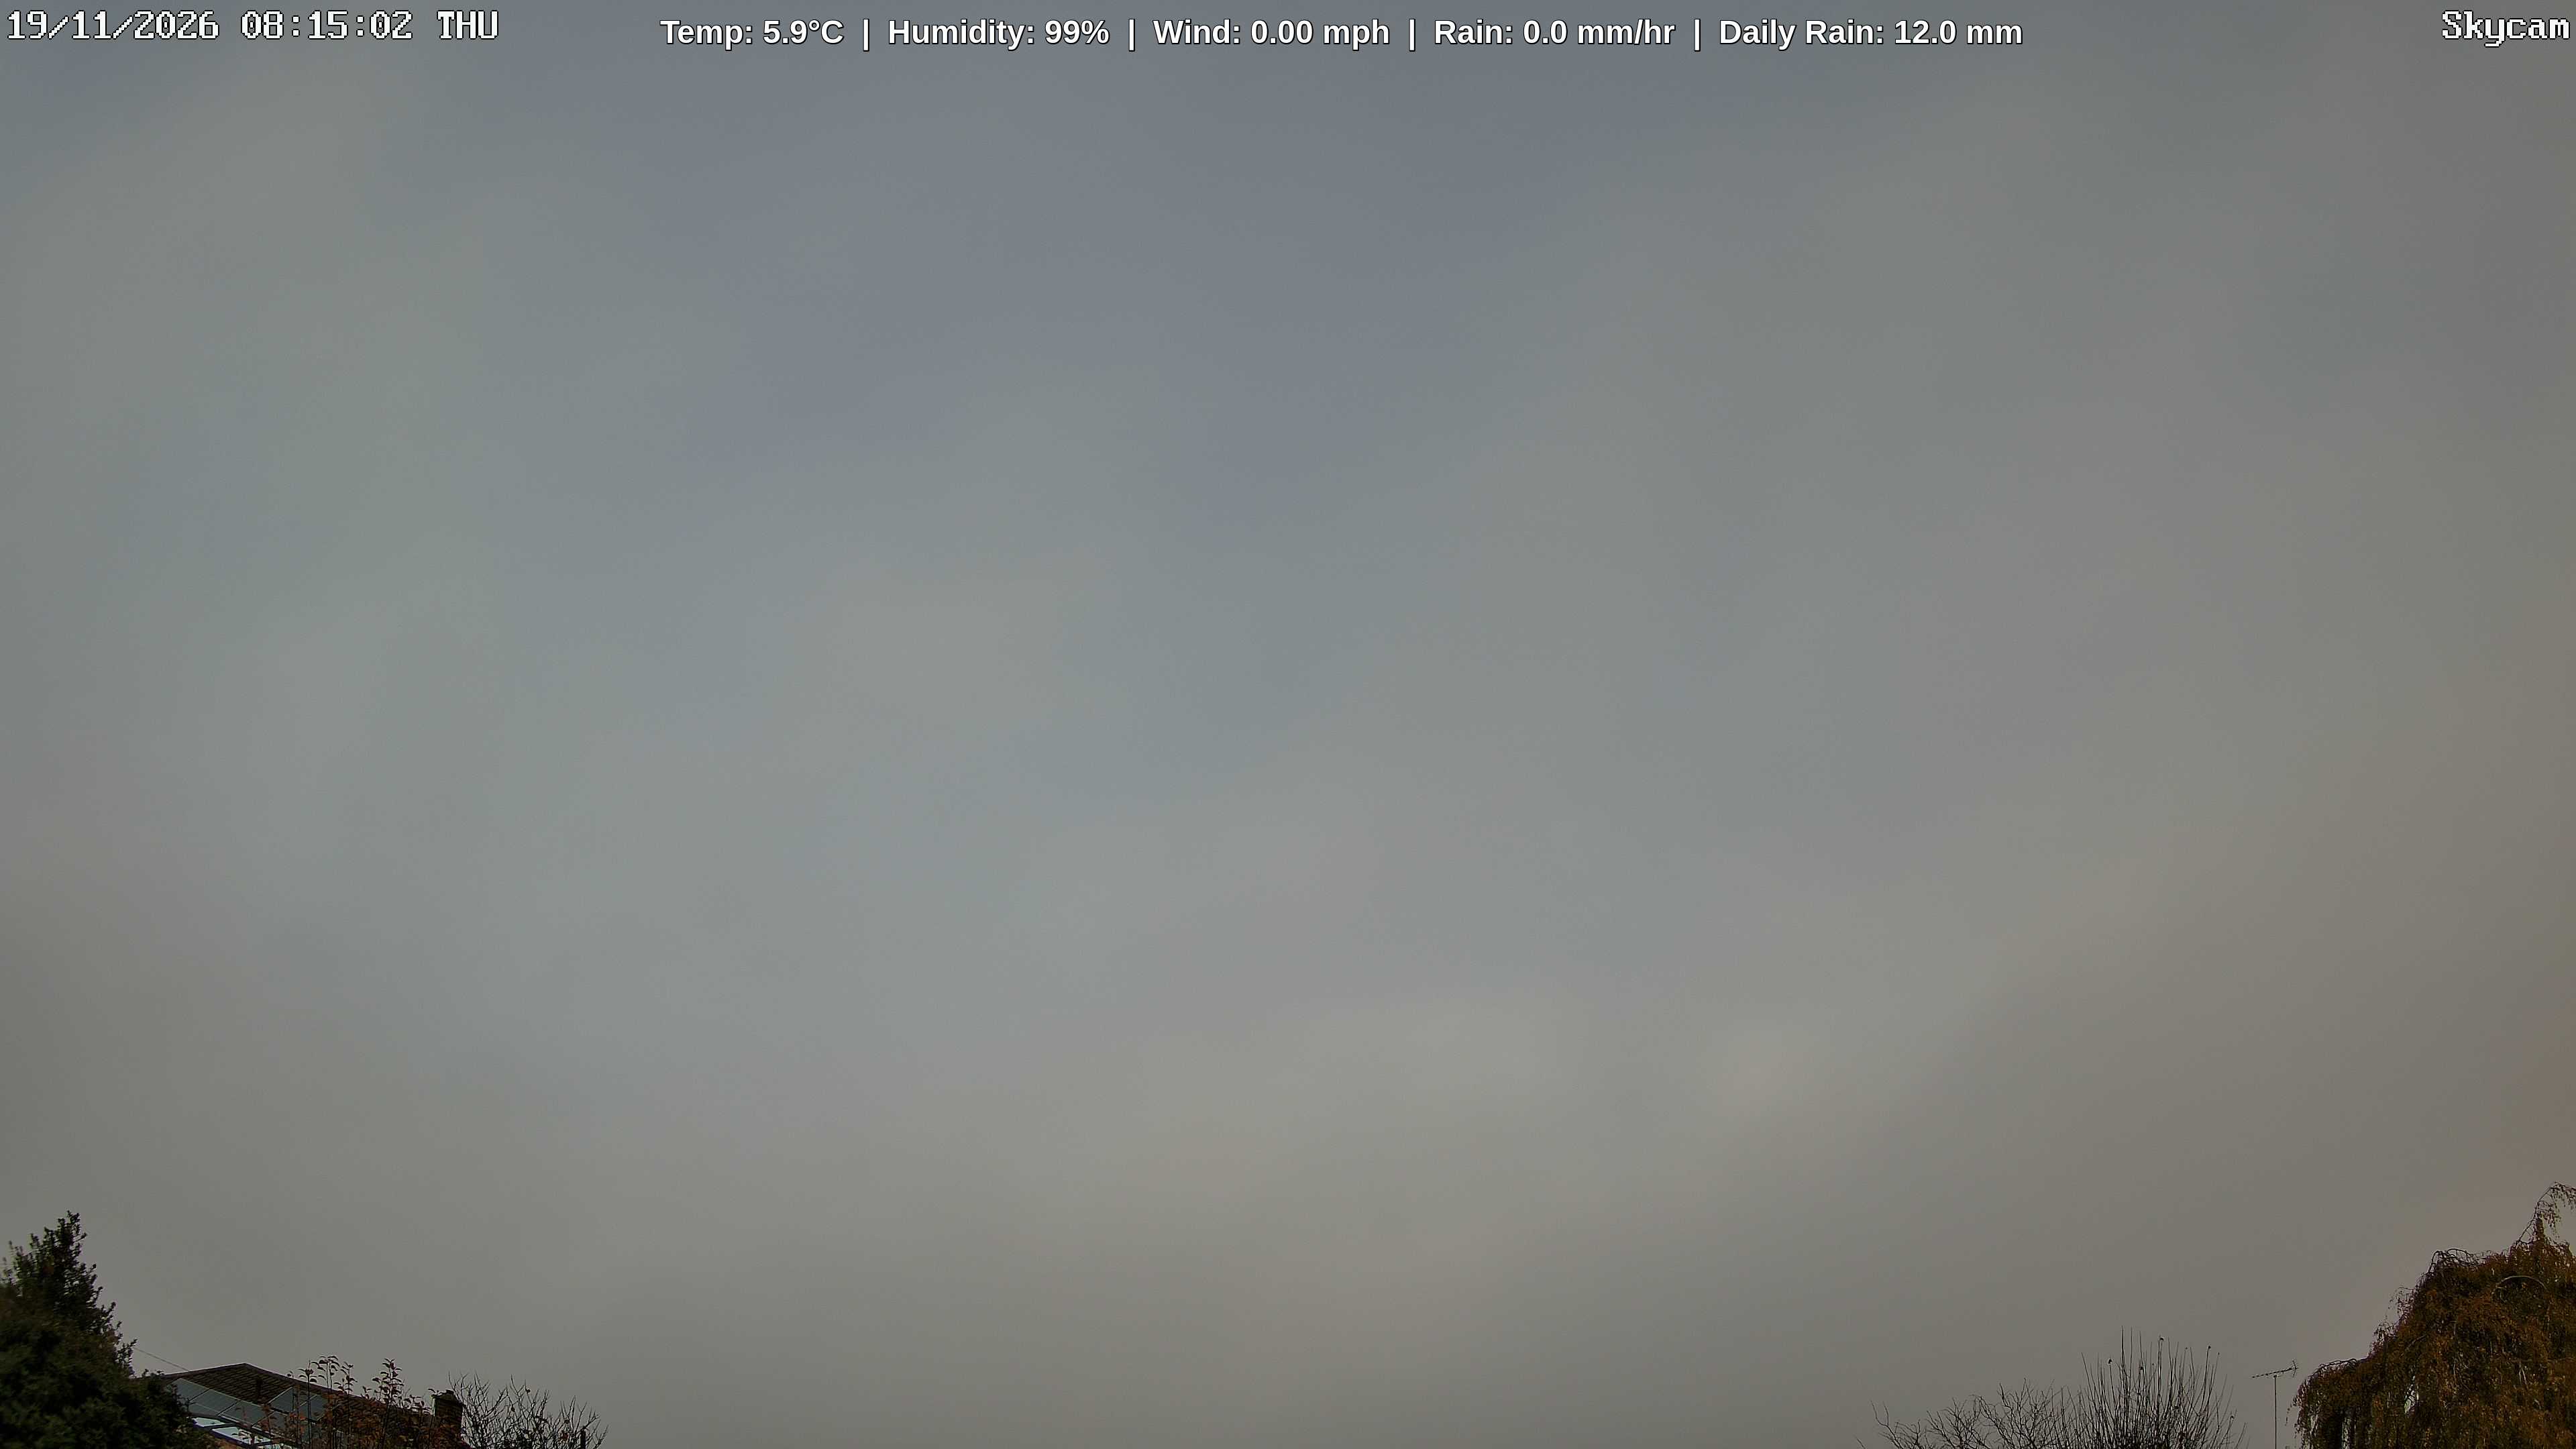 19/11/2026 08:15:02 THU
Temp: 5.9°C | Humidity: 99% | Wind: 0.00 mph | Rain: 0.0 mm/hr | Daily Rain: 12.0 mm
Skycam